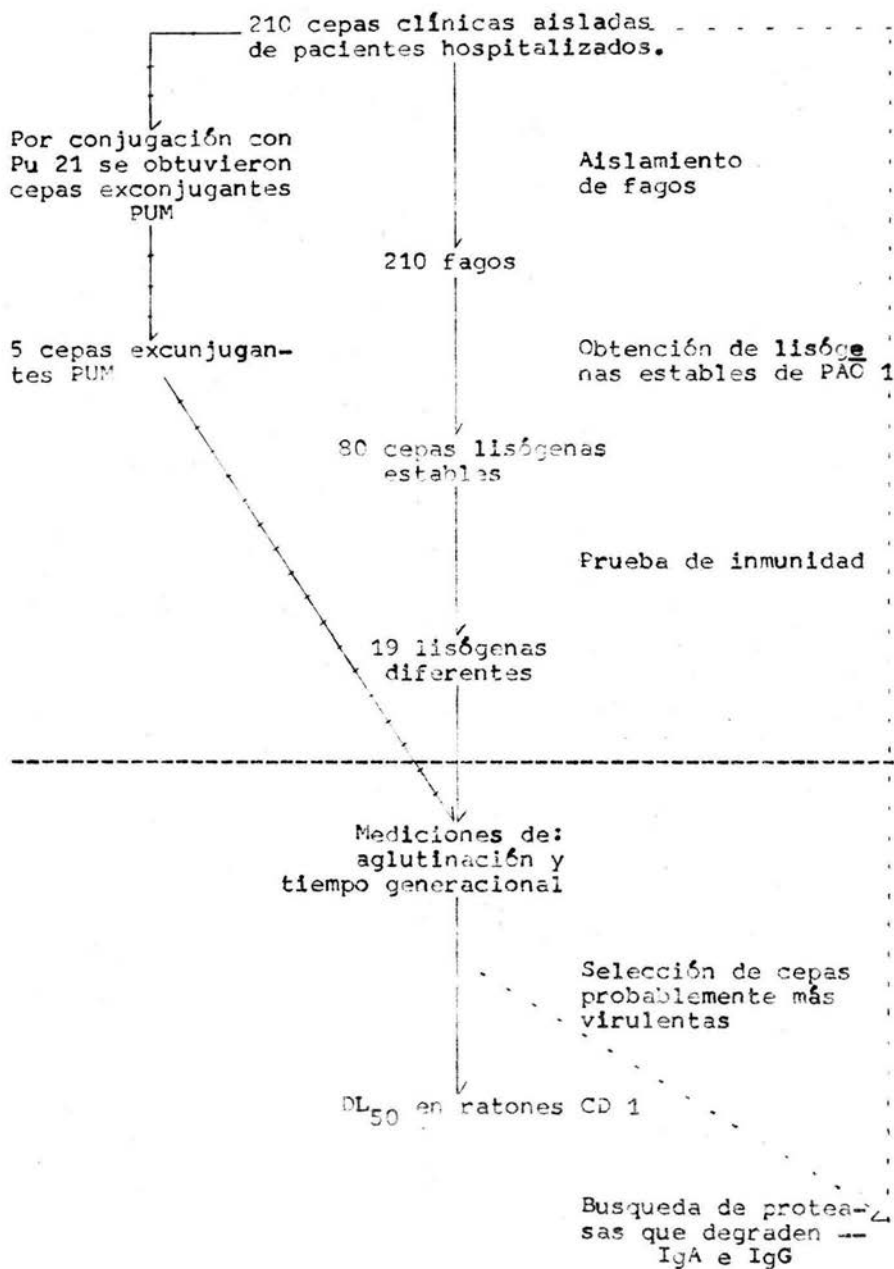 210 cepas clínicas aisladas
de pacientes hospitalizados.
Por conjugación con
Pu 21 se obtuvieron
cepas exconjugantes
PUM
Aislamiento
de fagos
210 fagos
5 cepas excunjugan-
tes PUM
Obtención de lisóge
nas estables de PAO 1
80 cepas lisógenas
estables
Prueba de inmunidad
19 lisógenas
diferentes
Mediciones de:
aglutinación y
tiempo generacional
Selección de cepas
probablemente más
virulentas
DL50 en ratones CD 1
Busqueda de protea-
sas que degraden --
IgA e IgG